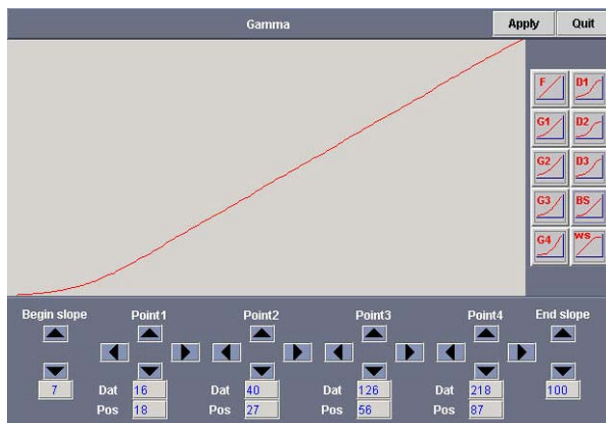 Gamma Apply Quit
F D1
G1 D2
G2 D3
G3 BS
G4 WS
Begin slope Point1 Point2 Point3 Point4 End slope
7 Dat 16 Dat 40 Dat 126 Dat 218 100
Pos 18 Pos 27 Pos 56 Pos 87